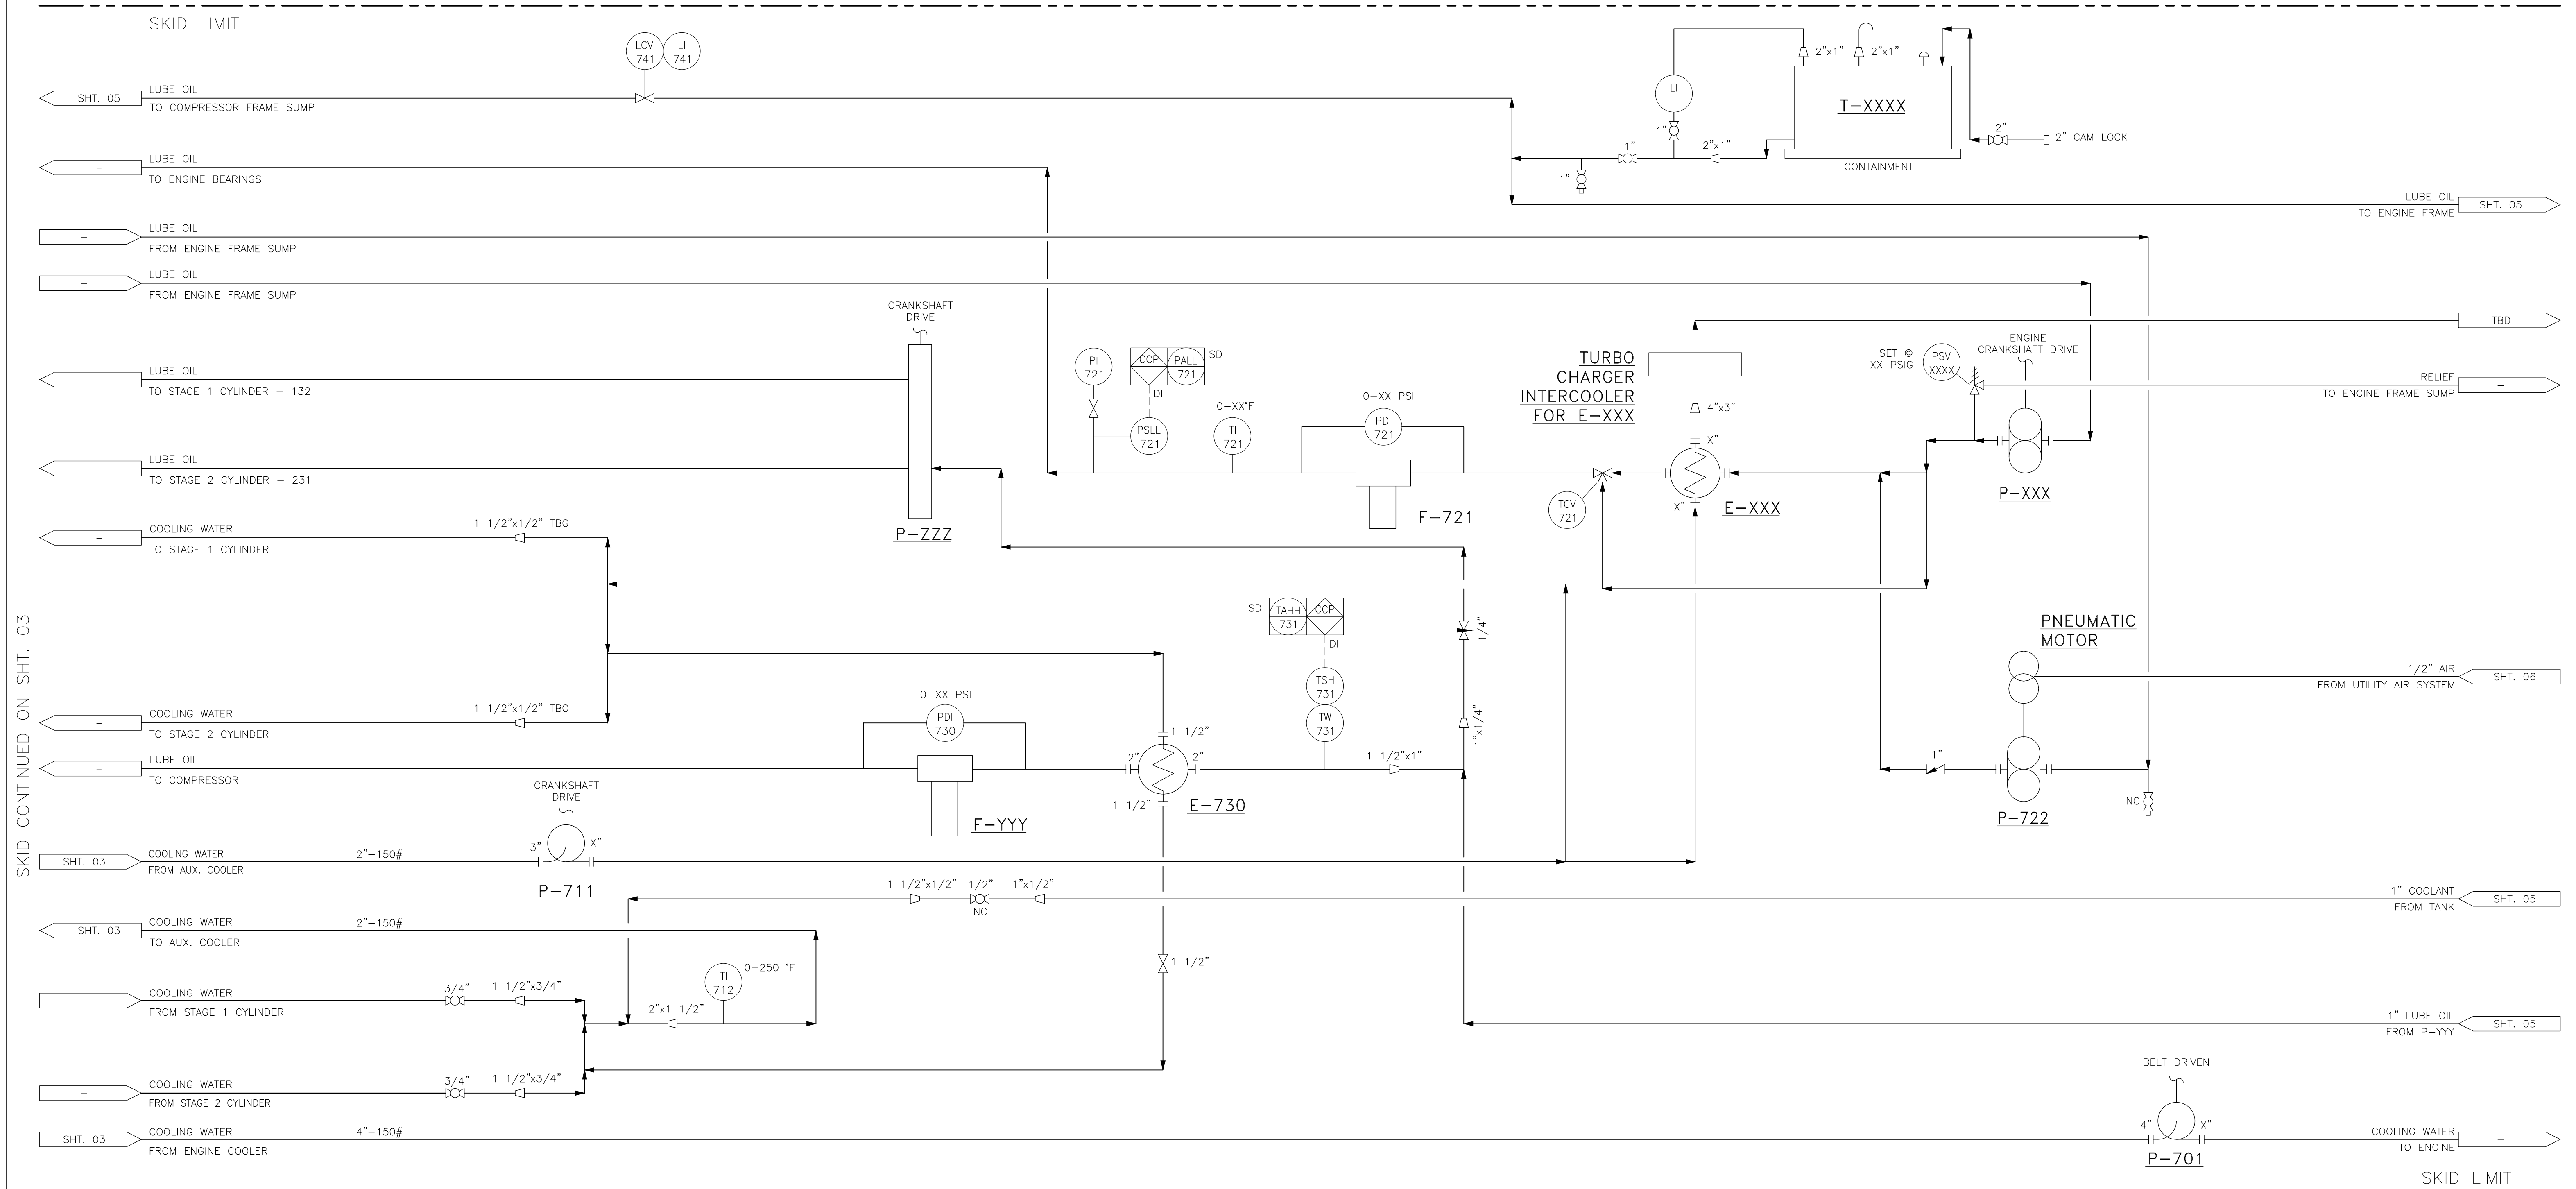 SKID LIMIT
LCV
741
LI
741
2"x1"
2"x1"
SHT. 05
LUBE OIL
TO COMPRESSOR FRAME SUMP
LI
–
T-XXXX
1"
1"
2"x1"
2"
2" CAM LOCK
CONTAINMENT
1"
–
LUBE OIL
TO ENGINE BEARINGS
LUBE OIL
TO ENGINE FRAME
SHT. 05
–
LUBE OIL
FROM ENGINE FRAME SUMP
–
LUBE OIL
FROM ENGINE FRAME SUMP
CRANKSHAFT
DRIVE
TBD
PI
721
CCP
PALL
721
SD
DI
PSLL
721
0-XX°F
TI
721
0-XX PSI
PDI
721
TURBO
CHARGER
INTERCOOLER
FOR E-XXX
4"x3"
X"
X"
SET @
XX PSIG
PSV
XXXX
ENGINE
CRANKSHAFT DRIVE
RELIEF
TO ENGINE FRAME SUMP
–
–
LUBE OIL
TO STAGE 1 CYLINDER - 132
–
LUBE OIL
TO STAGE 2 CYLINDER - 231
P-ZZZ
F-721
TCV
721
E-XXX
P-XXX
–
COOLING WATER
TO STAGE 1 CYLINDER
1 1/2"x1/2" TBG
SD
TAHH
731
CCP
DI
TSH
731
TW
731
1/4"
1"x1/4"
PNEUMATIC
MOTOR
1/2" AIR
FROM UTILITY AIR SYSTEM
SHT. 06
SKID CONTINUED ON SHT. 03
–
COOLING WATER
TO STAGE 2 CYLINDER
1 1/2"x1/2" TBG
0-XX PSI
PDI
730
–
LUBE OIL
TO COMPRESSOR
1 1/2"
2"
2"
1 1/2"
E-730
1 1/2"x1"
1"
NC
P-722
F-YYY
CRANKSHAFT
DRIVE
SHT. 03
COOLING WATER
FROM AUX. COOLER
2"-150#
3"
X"
P-711
1 1/2"x1/2"
1/2"
NC
1"x1/2"
1" COOLANT
FROM TANK
SHT. 05
SHT. 03
COOLING WATER
TO AUX. COOLER
2"-150#
TI
712
0-250 °F
1 1/2"
–
COOLING WATER
FROM STAGE 1 CYLINDER
3/4"
1 1/2"x3/4"
2"x1 1/2"
1" LUBE OIL
FROM P-YYY
SHT. 05
–
COOLING WATER
FROM STAGE 2 CYLINDER
3/4"
1 1/2"x3/4"
BELT DRIVEN
SHT. 03
COOLING WATER
FROM ENGINE COOLER
4"-150#
4"
X"
P-701
COOLING WATER
TO ENGINE
–
SKID LIMIT